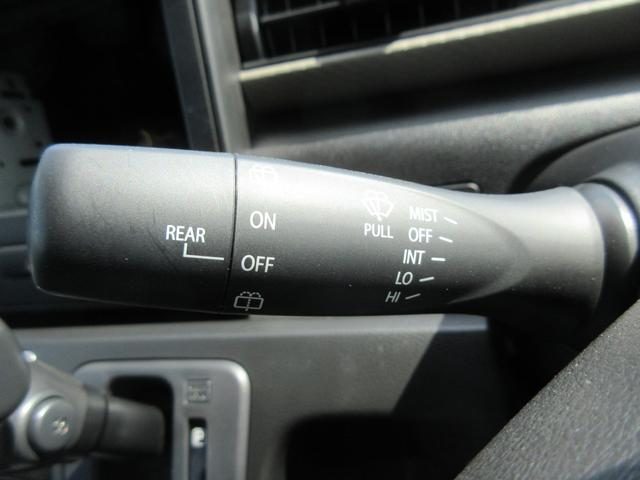 REAR
ON
OFF
PULL
MIST
OFF
INT
LO
HI